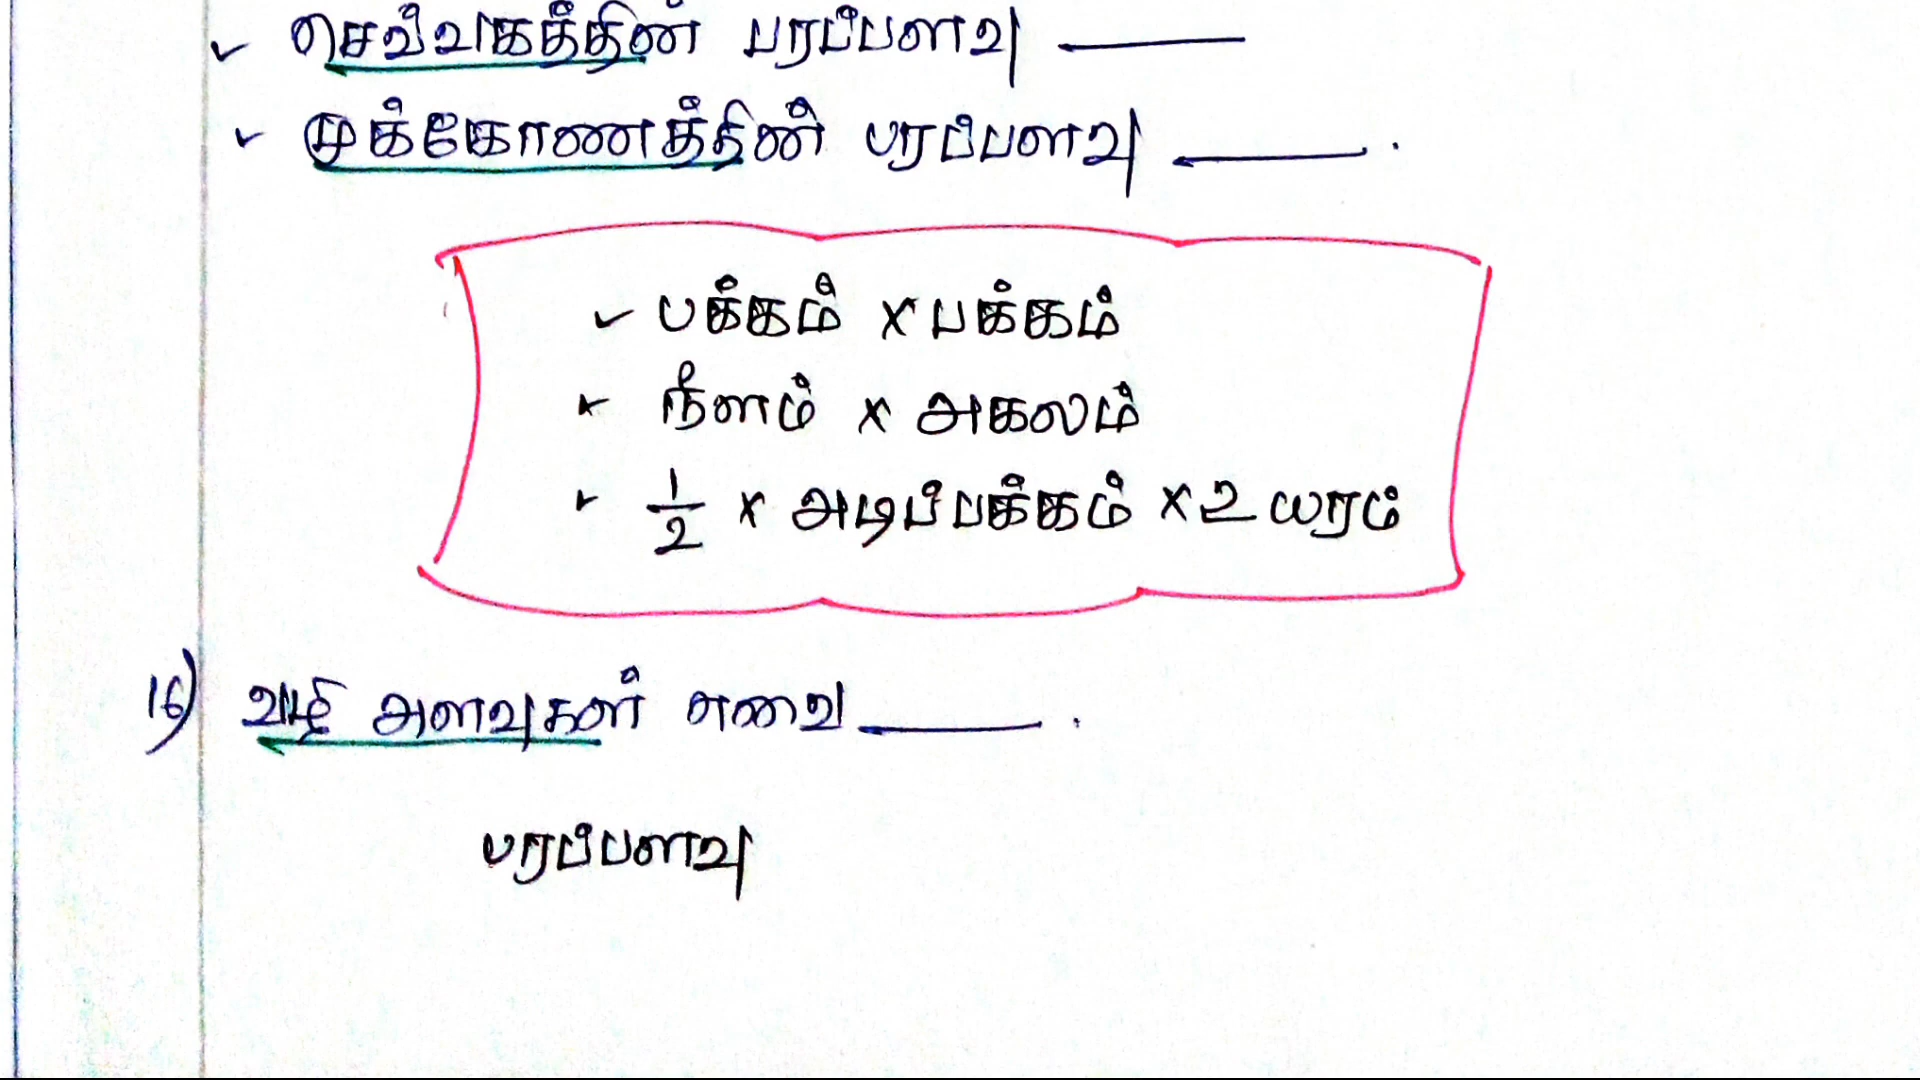 ✓ செவ்வகத்தின் பரப்பளவு ______
✓ முக்கோணத்தின் பரப்பளவு ______.
✓ பக்கம் x பக்கம்
✓ நீளம் x அகலம்
✓ 1/2 x அடிப்பக்கம் x உயரம்
16) வழி அளவுகள் எவை ______.
பரப்பளவு